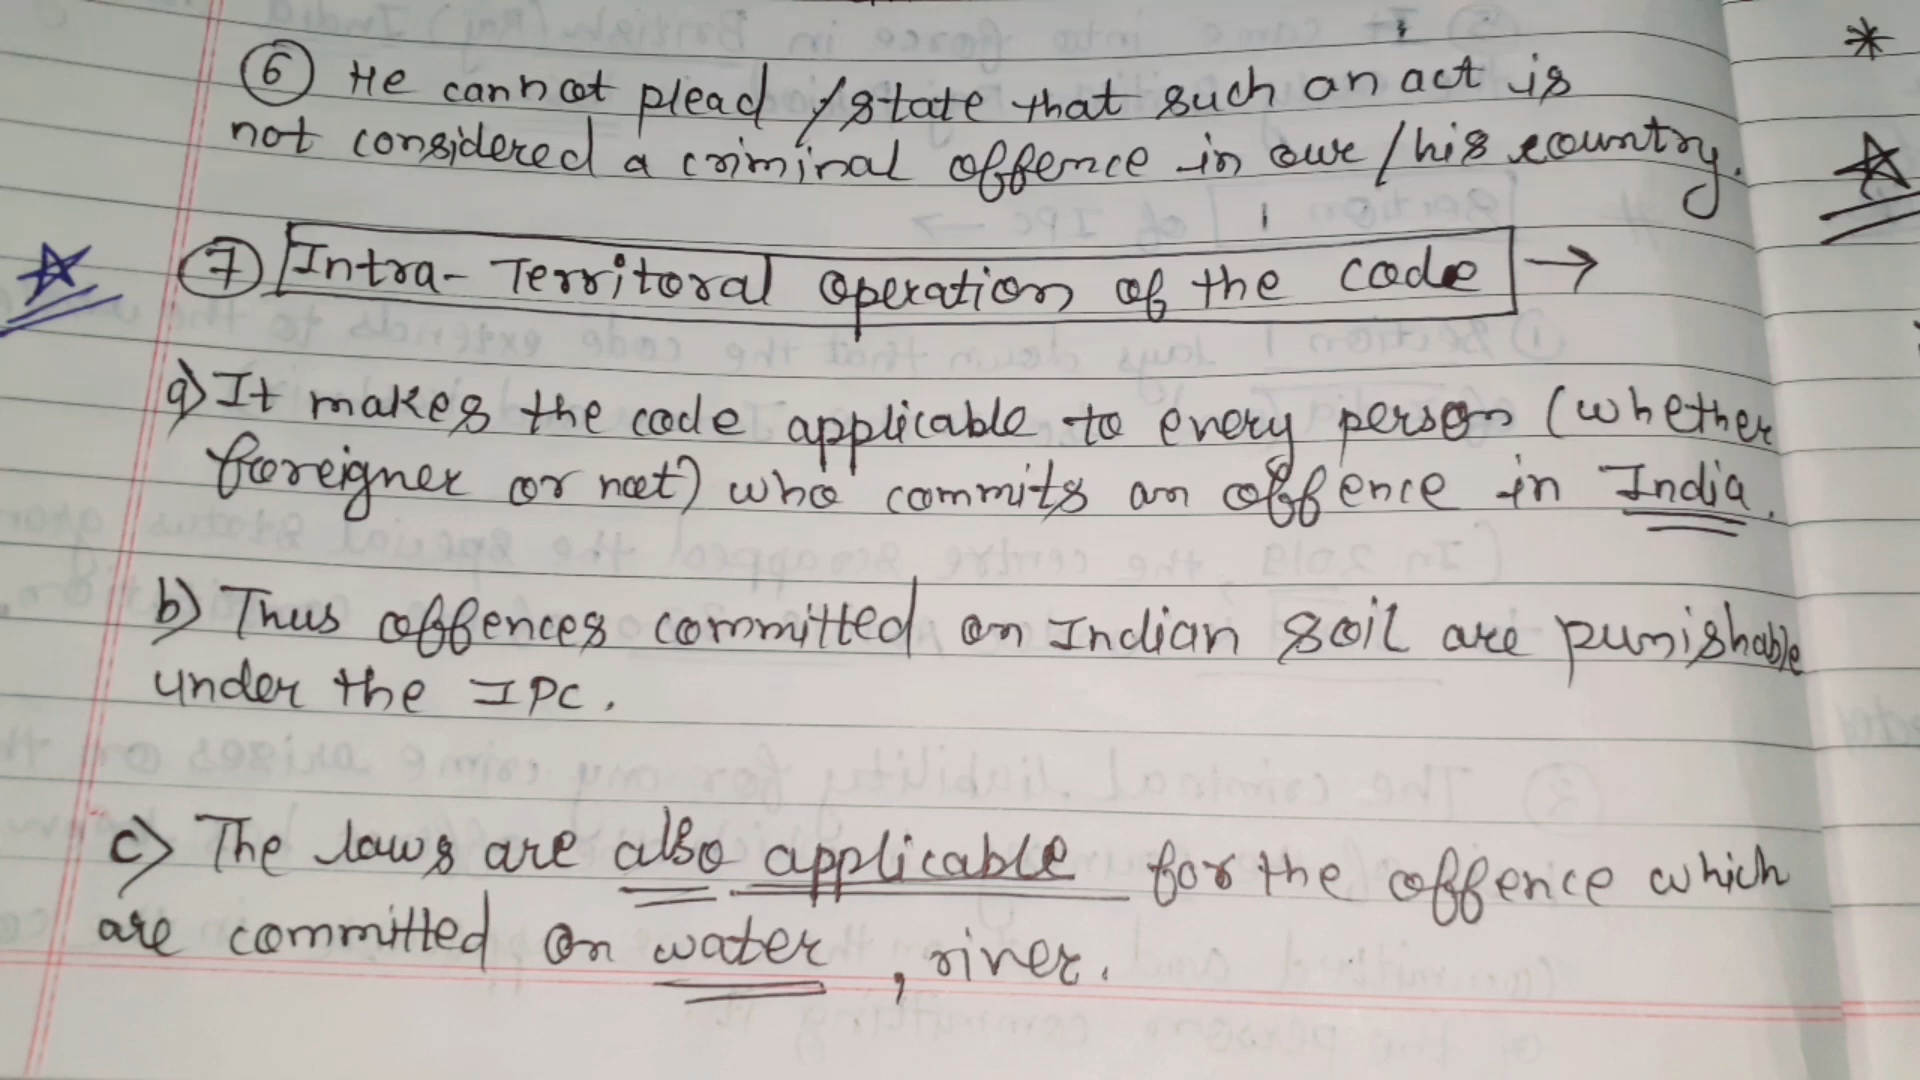 ⑥ He cannot plead / state that such an act is
not considered a criminal offence in our / his country.
⑦ Intra-Territoral operation of the code →
a) It makes the code applicable to every person (whether
foreigner or not) who commits an offence in India.
b) Thus offences committed on Indian soil are punishable
under the IPC.
c) The laws are also applicable for the offence which
are committed on water, river.